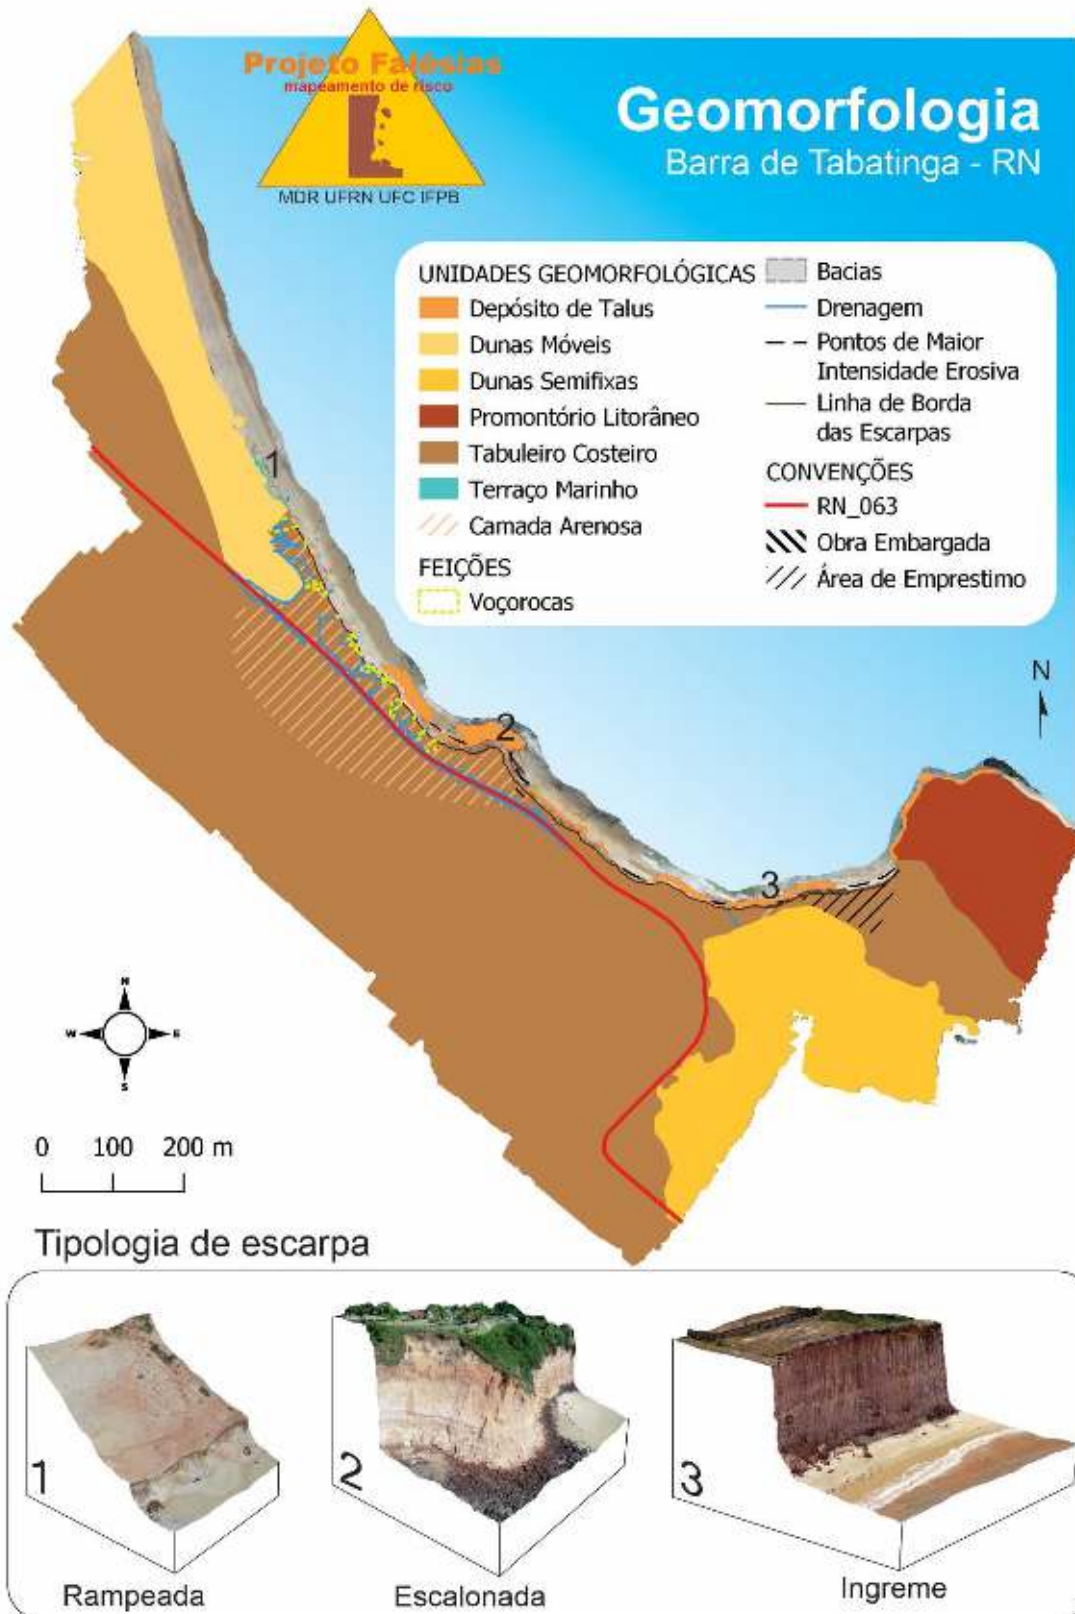 Projeto Falésias
mapeamento de risco
MDR UFRN UFC IFPB
Geomorfologia
Barra de Tabatinga - RN
UNIDADES GEOMORFOLÓGICAS
Depósito de Talus
Dunas Móveis
Dunas Semifixas
Promontório Litorâneo
Tabuleiro Costeiro
Terraço Marinho
Camada Arenosa
FEIÇÕES
Voçorocas
Bacias
Drenagem
Pontos de Maior
Intensidade Erosiva
Linha de Borda
das Escarpas
CONVENÇÕES
RN_063
Obra Embargada
Área de Emprestimo
1
2
3
N
N
W
E
S
0 100 200 m
Tipologia de escarpa
1
Rampeada
2
Escalonada
3
Ingreme